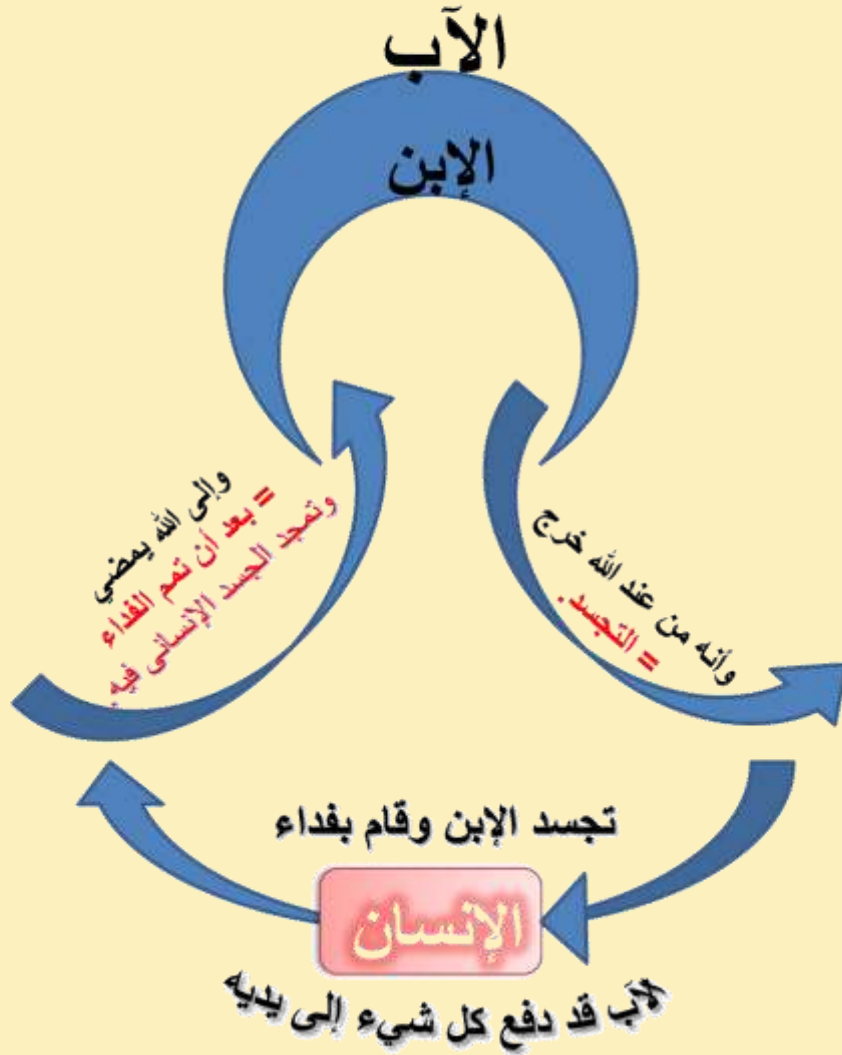 الآب
الإبن
وأنه من عند الله خرج
= التجسد.
وإلى الله يمضي
= بعد أن تمم الفداء
وتمجد الجسد الإنساني فيه.
تجسد الإبن وقام بفداء
الإنسان
لآب قد دفع كل شيء إلى يديه